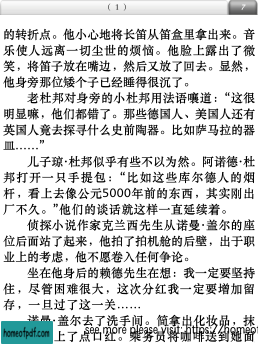 (1)
7
的转折点。他小心地将长笛从笛盒里拿出来。音
乐使人远离一切尘世的烦恼。他脸上露出了微
笑，将笛子放在嘴边，然后又放了回去。显然，
他身旁那位矮个子已经睡得很沉了。
老杜邦对身旁的小杜邦用法语嚷道：“这很
明显嘛，他们都错了。那些德国人、美国人还有
英国人竟去探寻什么史前陶器。比如萨马拉的器
皿……”
儿子琼·杜邦似乎有些不以为然。阿诺德·杜
邦打开一只手提包：“比如这些库尔德人的烟
杆，看上去像公元5000年前的东西，其实刚出
厂不久。”他们的谈话就这样一直延续着。
侦探小说作家克兰西先生从诺曼·盖尔的座
位后面站了起来，他拍了拍机舱的后壁，出于职
业上的考虑，他不愿卷入任何争论。
坐在他身后的赖德先生在想：我一定要坚持
住，尽管困难很大，这次分红我一定要增加留
存，一旦过了这一关……
诺曼·盖尔去了洗手间。简拿出化妆品，抹
上了点口红。乘务员将咖啡送到她面
homeofpdf.com
see more please visit: https://homeof